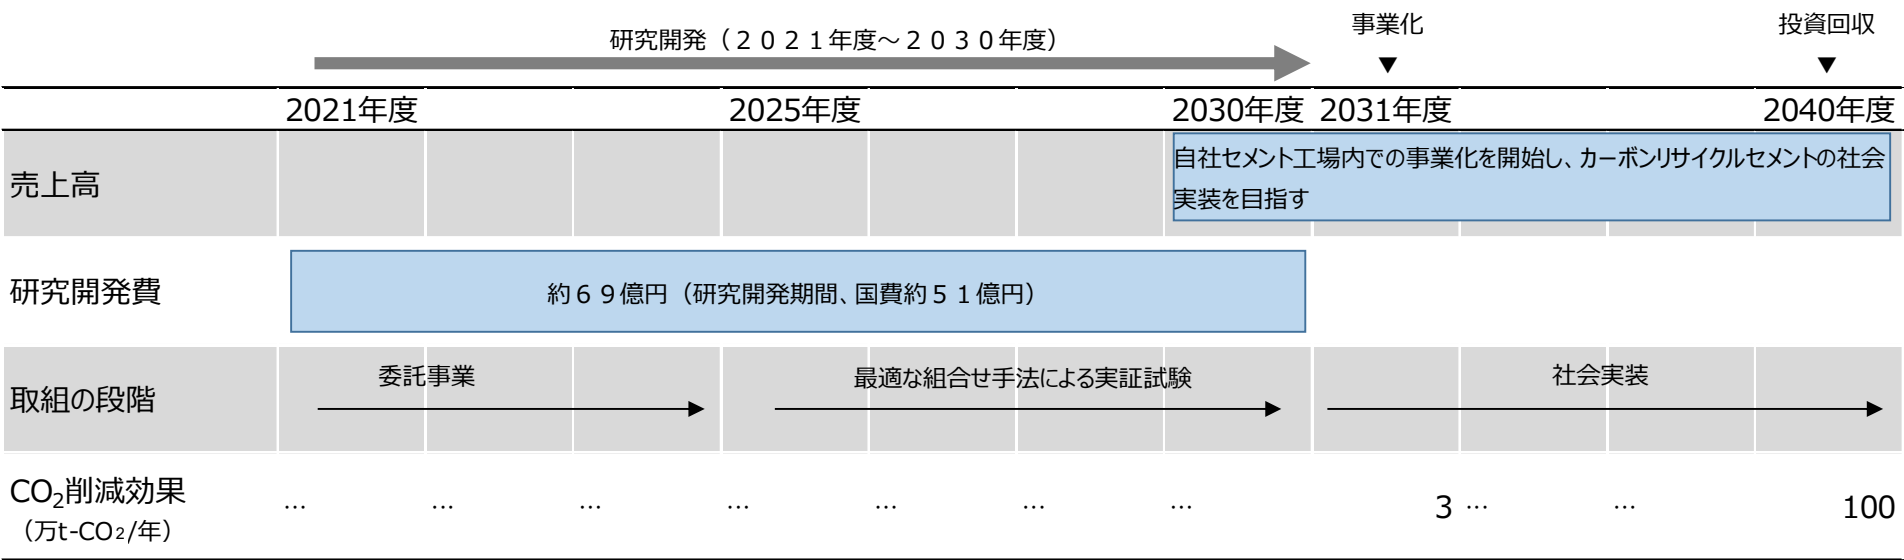 事業化
投資回収
研究開発（２０２１年度～２０３０年度）
▼
▼
2021年度
2025年度
2030年度
2031年度
2040年度
売上高
自社セメント工場内での事業化を開始し、カーボンリサイクルセメントの社会
実装を目指す
研究開発費
約６９億円（研究開発期間、国費約５１億円）
取組の段階
委託事業
最適な組合せ手法による実証試験
社会実装
CO₂削減効果
（万t-CO₂/年）
… … … … … … … 3 … … 100